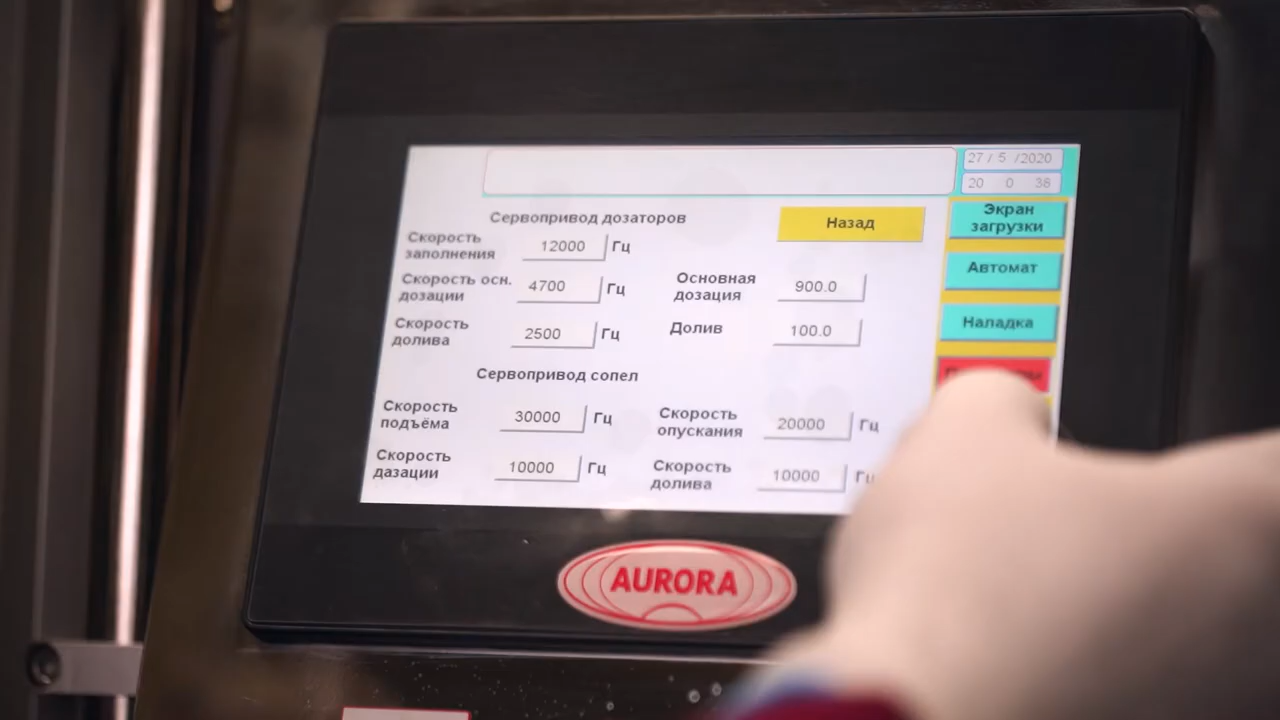 27 / 5 /2020
20 0 36
Сервопривод дозаторов
Назад
Экран
загрузки
Скорость
заполнения
12000 Гц
Автомат
Скорость осн.
дозации
4700 Гц
Основная
дозация
900.0
Наладка
Скорость
долива
2500 Гц
Долив
100.0
Сервопривод сопел
Скорость
подъёма
30000 Гц
Скорость
опускания
20000 Гц
Скорость
дазации
10000 Гц
Скорость
долива
10000 Гц
AURORA